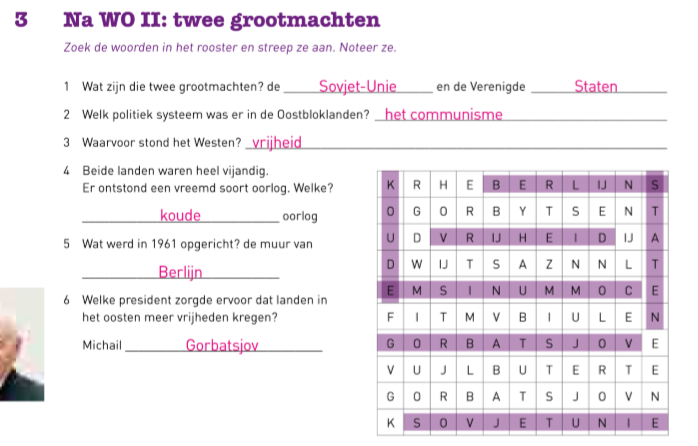 3 Na WO II: twee grootmachten
Zoek de woorden in het rooster en streep ze aan. Noteer ze.
1 Wat zijn die twee grootmachten? de Sovjet-Unie en de Verenigde Staten
2 Welk politiek systeem was er in de Oostbloklanden? het communisme
3 Waarvoor stond het Westen? vrijheid
4 Beide landen waren heel vijandig.
Er ontstond een vreemd soort oorlog. Welke?
koude oorlog
5 Wat werd in 1961 opgericht? de muur van
Berlijn
6 Welke president zorgde ervoor dat landen in
het oosten meer vrijheden kregen?
Michail Gorbatsjov
K R H E B E R L IJ N S
O G O R B Y T S E N T
U D V R IJ H E I D IJ A
D W IJ T S A Z N N L T
E M S I N U M M O C E
F I T M V B I U L E N
G O R B A T S J O V E
V U J L B U T E R T E
G O R B A T S J O V N
K S O V J E T U N I E